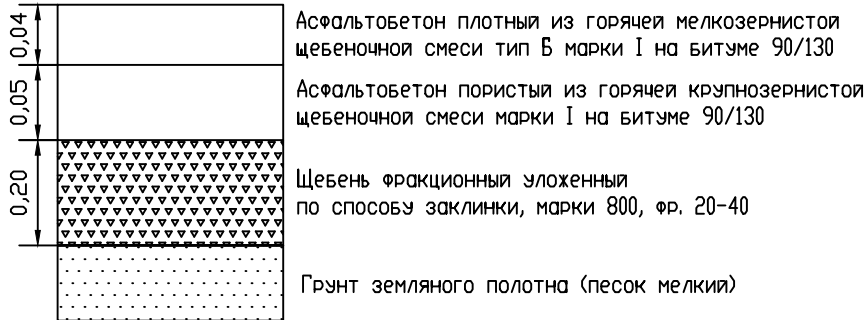 0,04
Асфальтобетон плотный из горячей мелкозернистой
щебеночной смеси тип Б марки I на битуме 90/130
0,05
Асфальтобетон пористый из горячей крупнозернистой
щебеночной смеси марки I на битуме 90/130
0,20
Щебень фракционный уложенный
по способу заклинки, марки 800, фр. 20-40
Грунт земляного полотна (песок мелкий)